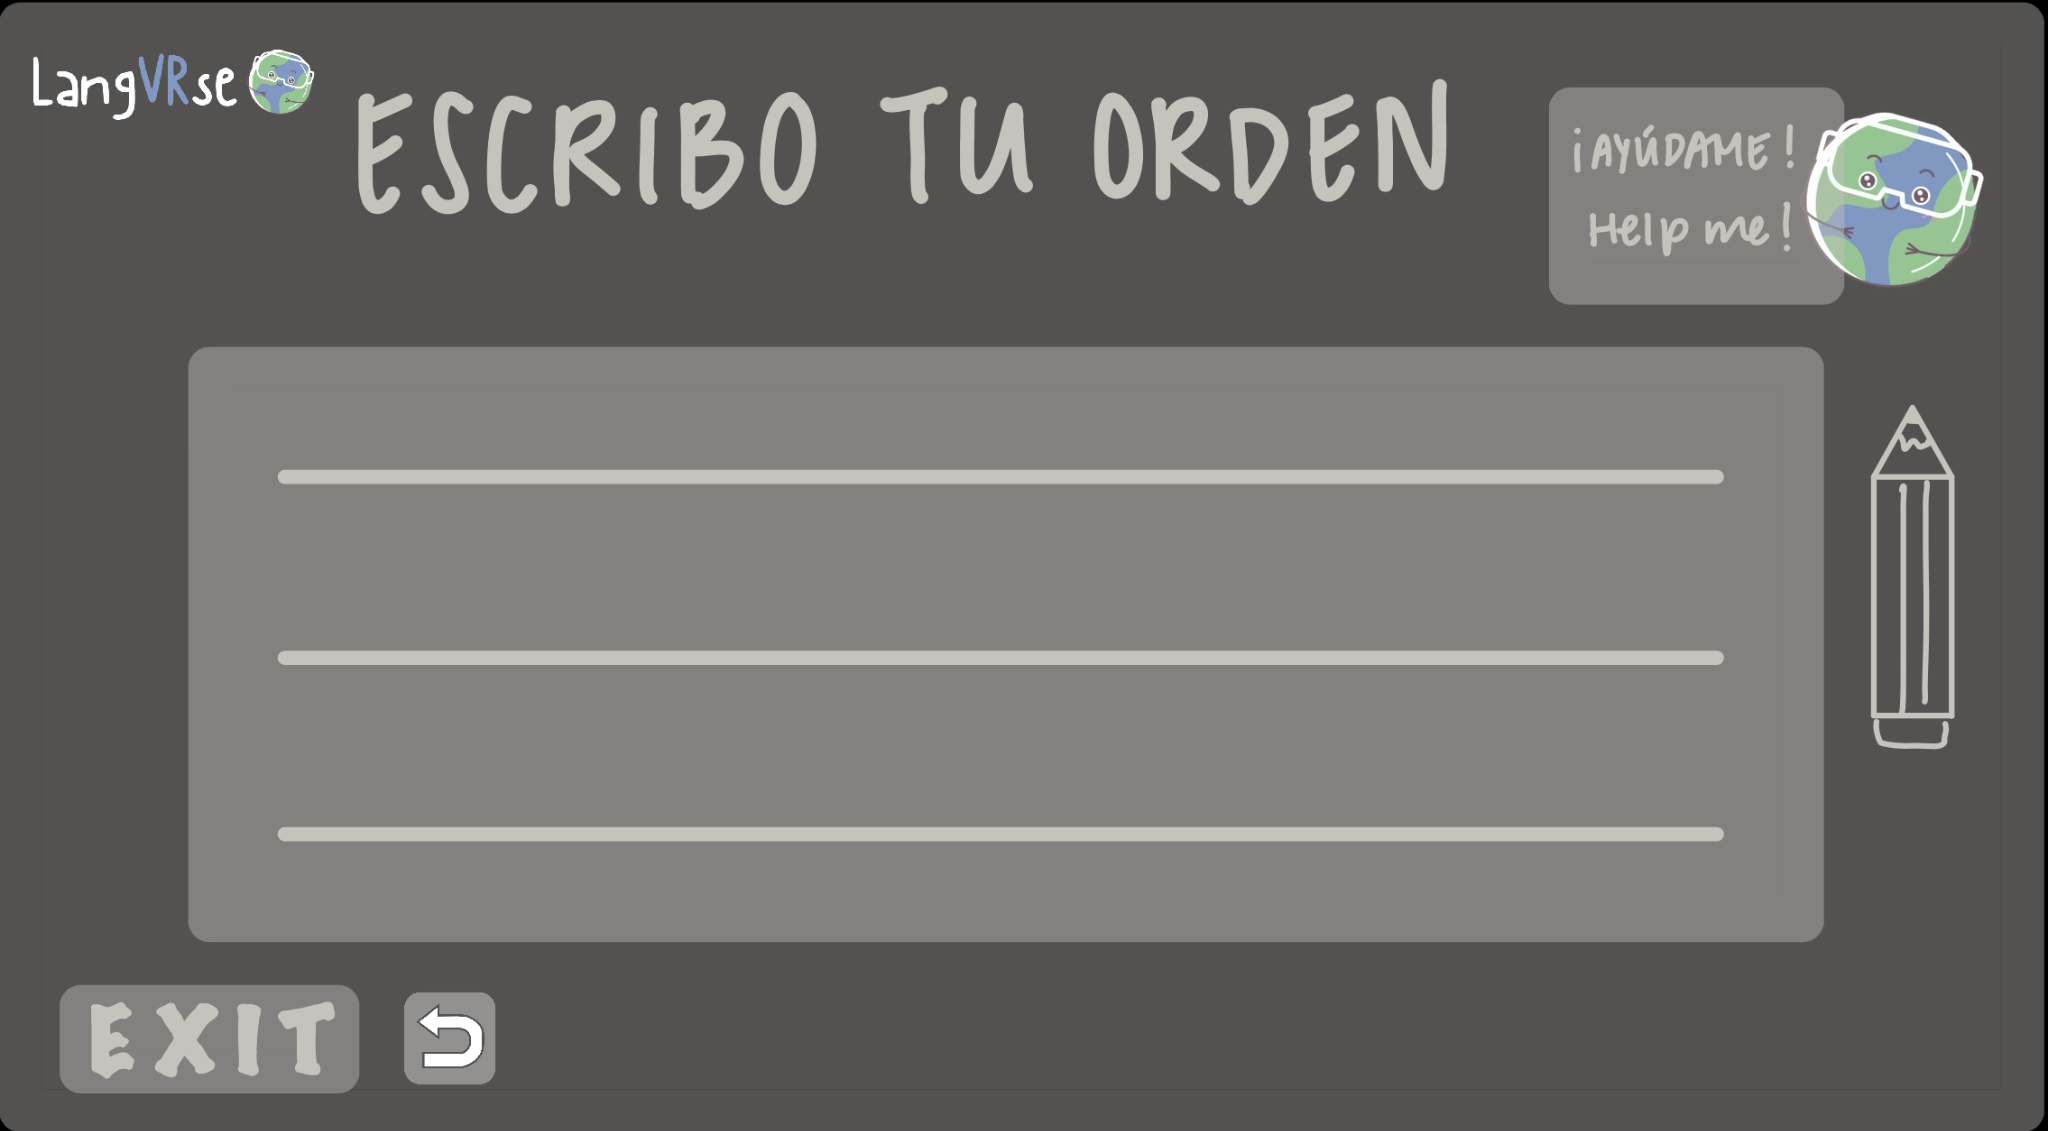 LangVRse
ESCRIBO TU ORDEN
¡AYÚDAME!
Help me!
EXIT